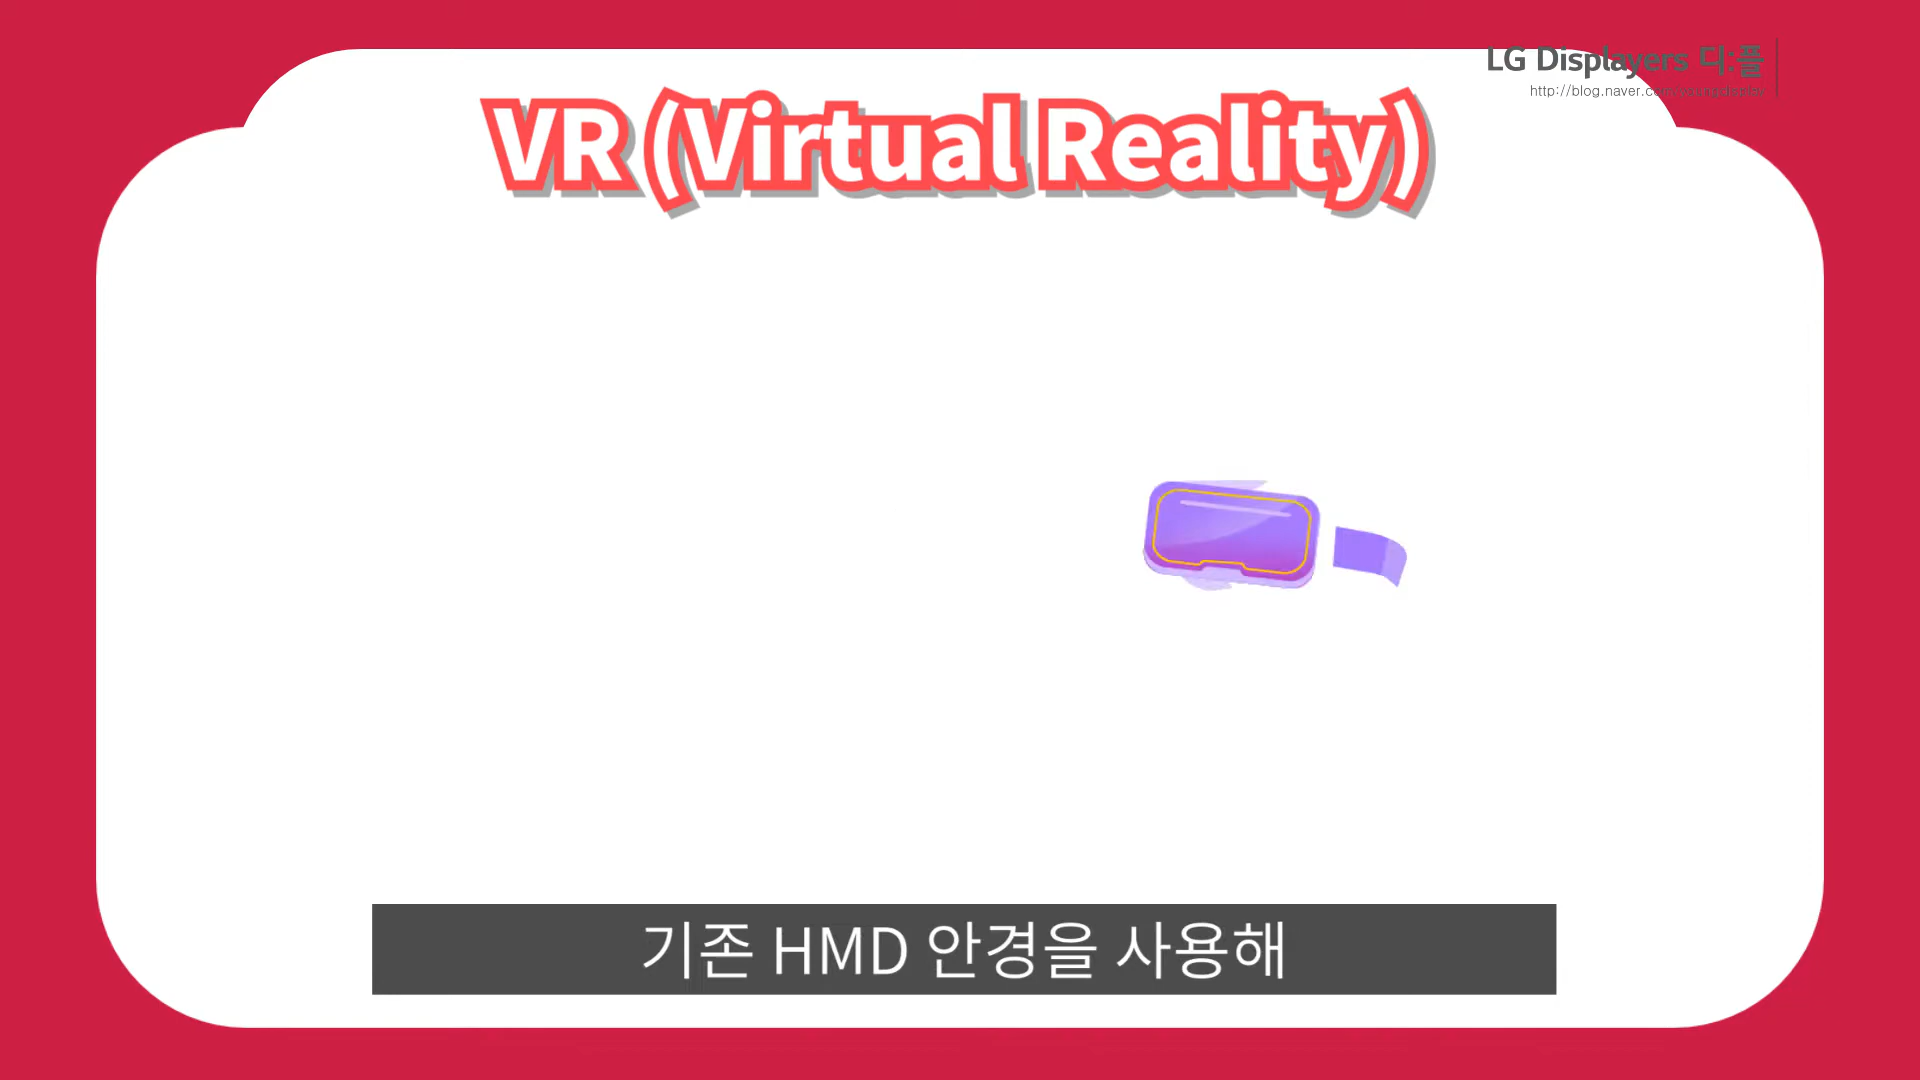 LG Displayers 디:플
VR (Virtual Reality)
기존 HMD 안경을 사용해